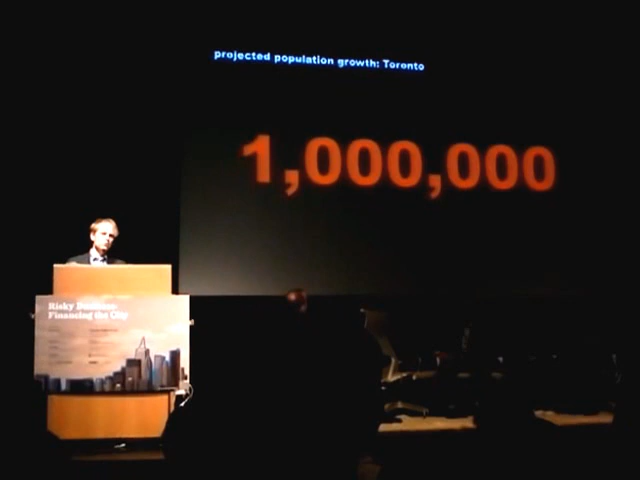 projected population growth: Toronto
1,000,000
Risky Business:
Financing the City